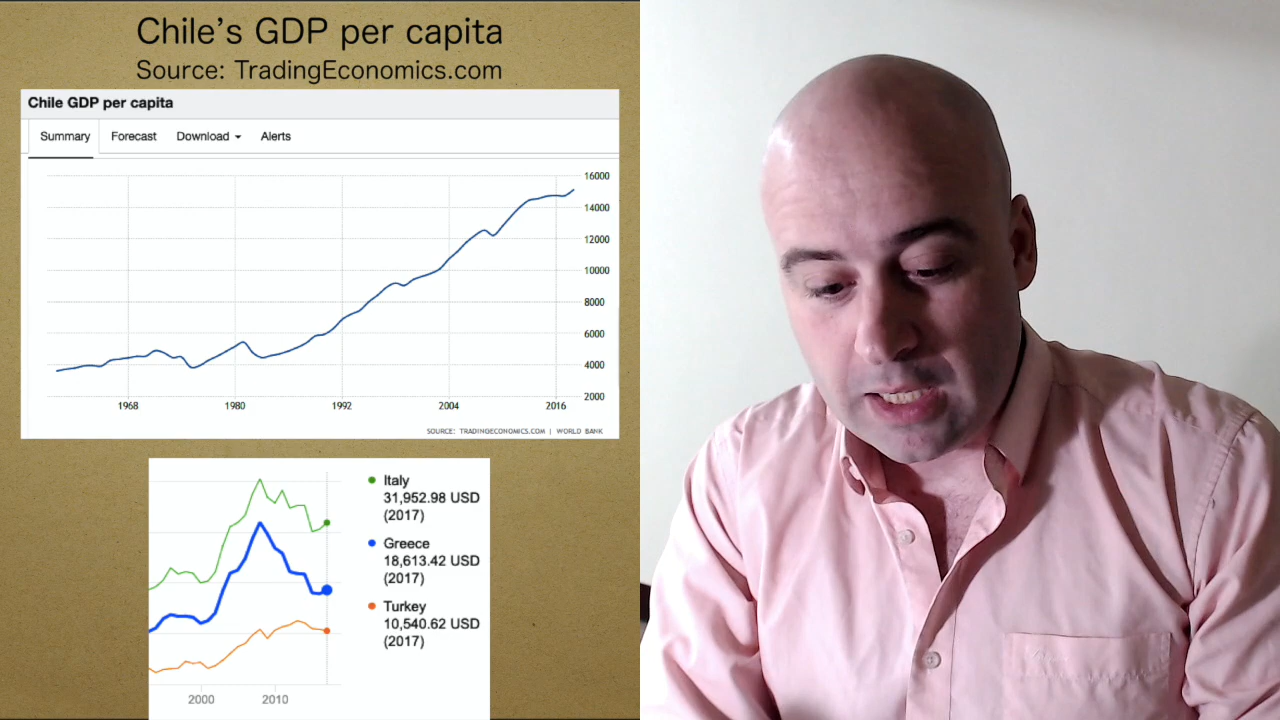 Chile’s GDP per capita
Source: TradingEconomics.com
Chile GDP per capita
Summary Forecast Download Alerts
16000
14000
12000
10000
8000
6000
4000
2000
1968 1980 1992 2004 2016
SOURCE: TRADINGECONOMICS.COM | WORLD BANK
Italy
31,952.98 USD
(2017)
Greece
18,613.42 USD
(2017)
Turkey
10,540.62 USD
(2017)
2000 2010